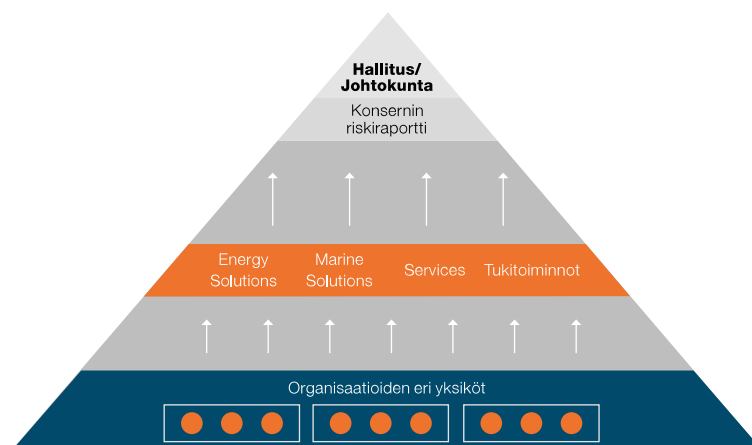 Hallitus/
Johtokunta
Konsernin
riskiraportti
Energy
Solutions
Marine
Solutions
Services
Tukitoiminnot
Organisaatioiden eri yksiköt